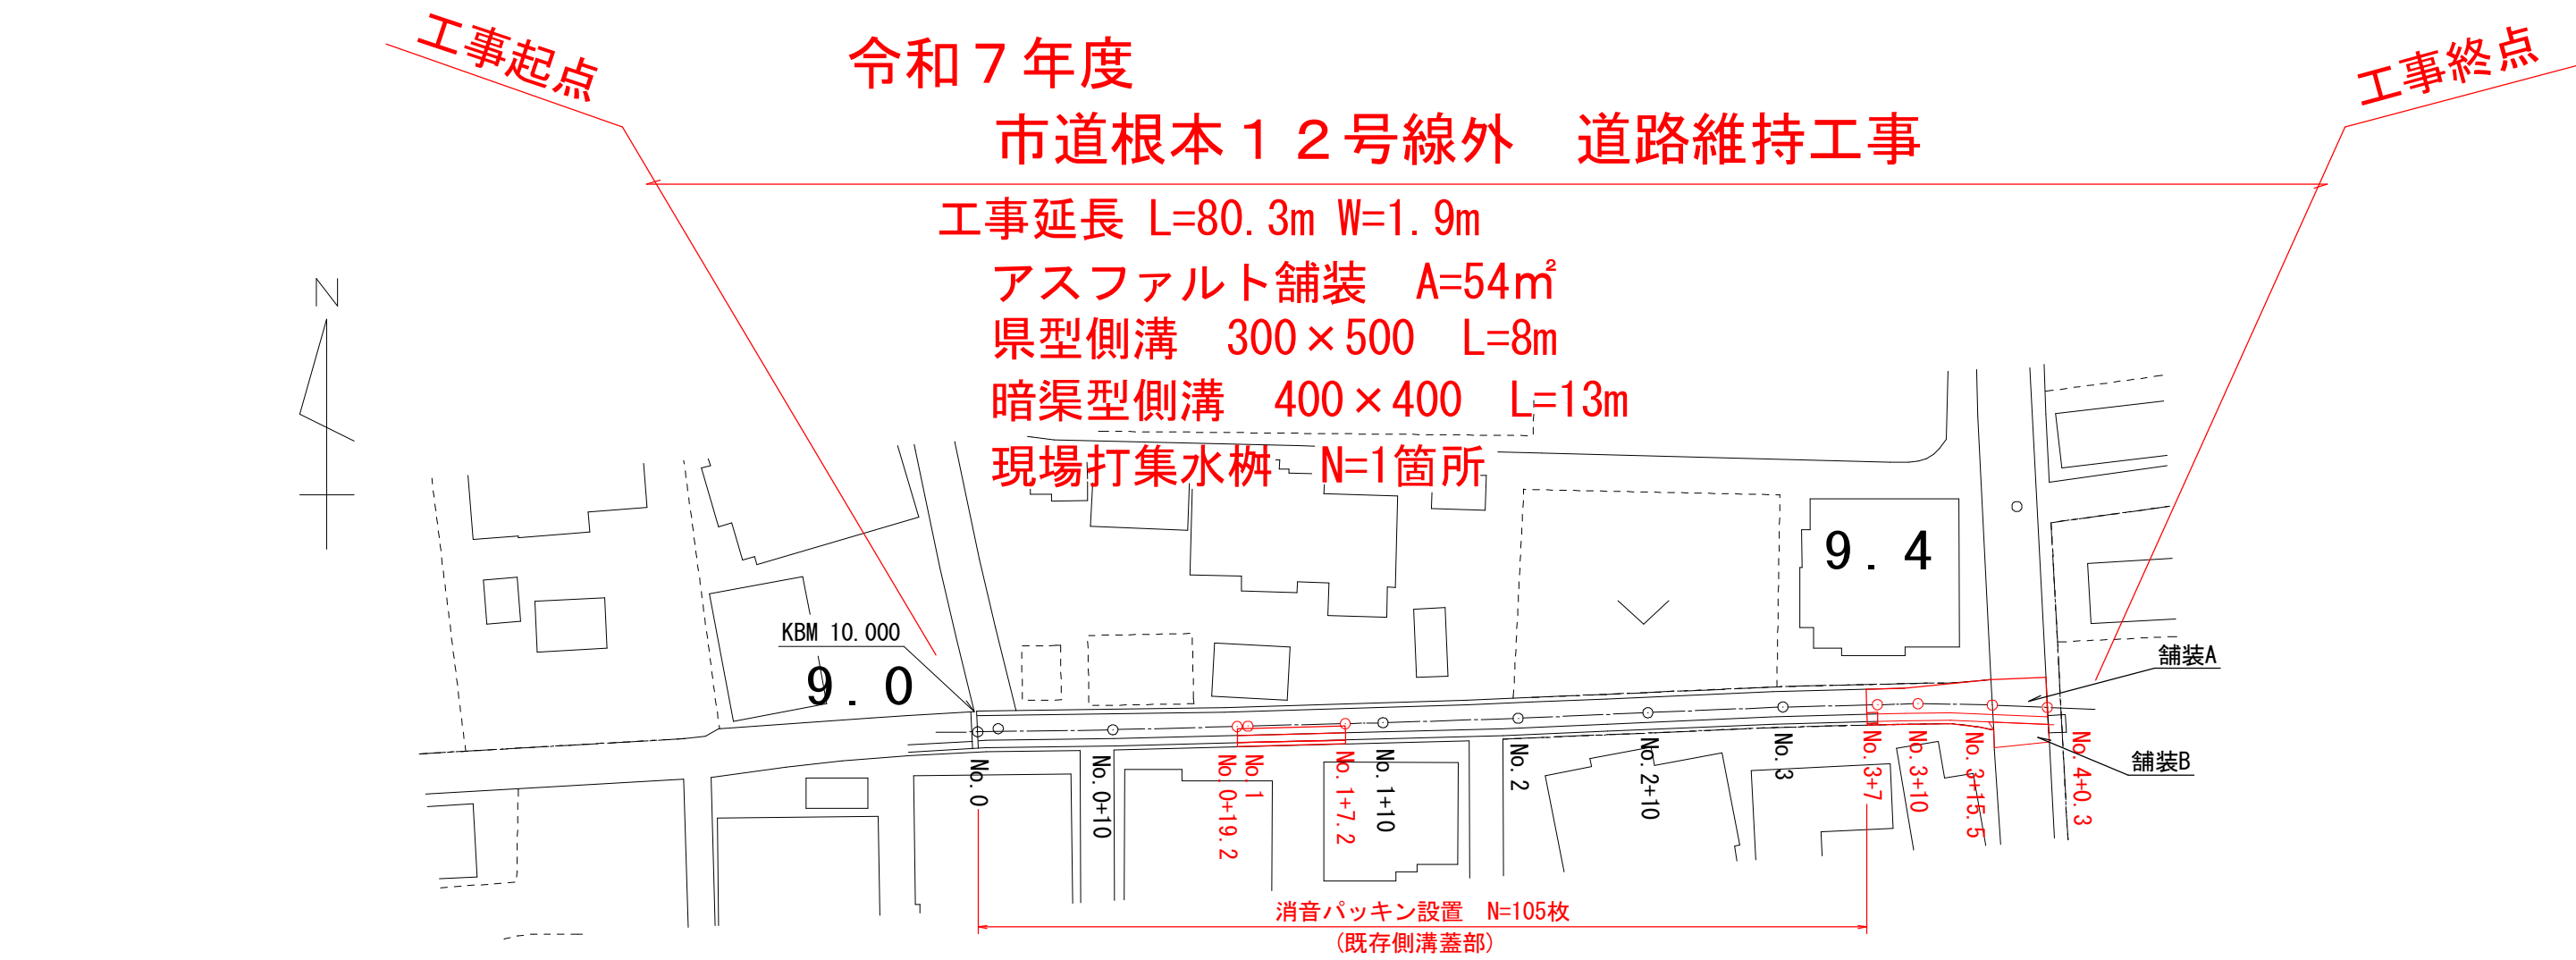 工事起点
工事終点
令和７年度
市道根本１２号線外　道路維持工事
工事延長 L=80.3m W=1.9m
アスファルト舗装　A=54㎡
県型側溝　300×500　L=8m
暗渠型側溝　400×400　L=13m
現場打集水桝　N=1箇所
N
9.4
KBM 10.000
9.0
舗装A
舗装B
No.0
No.0+10
No.0+19.2
No.1
No.1+7.2
No.1+10
No.2
No.2+10
No.3
No.3+7
No.3+10
No.3+15.5
No.4+0.3
消音パッキン設置　N=105枚
(既存側溝蓋部)